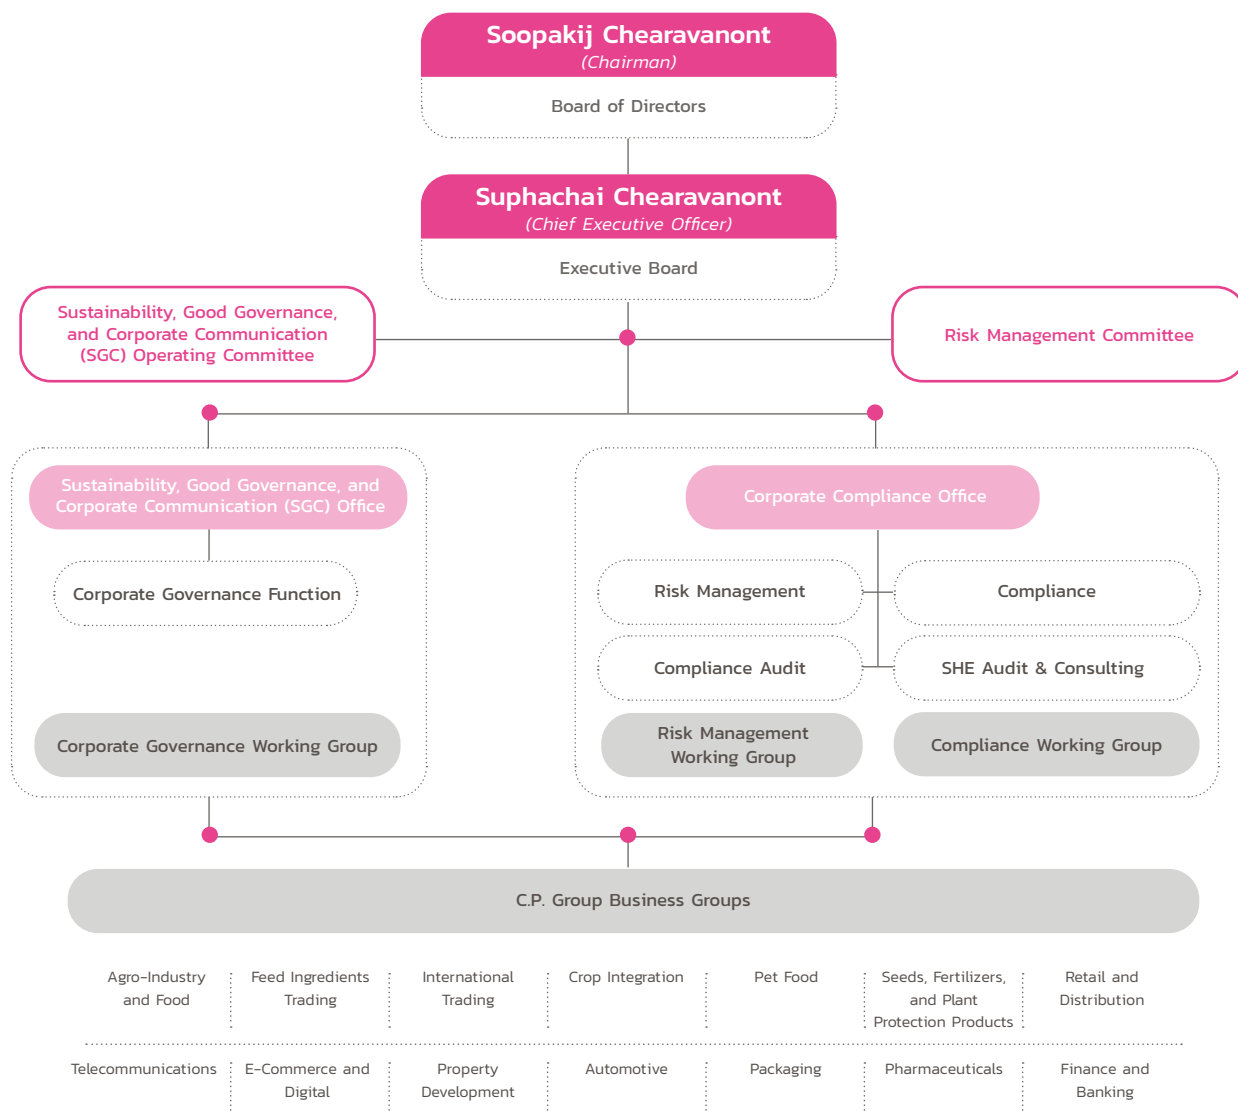 Soopakij Chearavanont
(Chairman)
Board of Directors
Suphachai Chearavanont
(Chief Executive Officer)
Executive Board
Sustainability, Good Governance,
and Corporate Communication
(SGC) Operating Committee
Risk Management Committee
Sustainability, Good Governance, and
Corporate Communication (SGC) Office
Corporate Governance Function
Corporate Governance Working Group
Corporate Compliance Office
Risk Management
Compliance
Compliance Audit
SHE Audit & Consulting
Risk Management
Working Group
Compliance Working Group
C.P. Group Business Groups
Agro-Industry
and Food
Feed Ingredients
Trading
International
Trading
Crop Integration
Pet Food
Seeds, Fertilizers,
and Plant
Protection Products
Retail and
Distribution
Telecommunications
E-Commerce and
Digital
Property
Development
Automotive
Packaging
Pharmaceuticals
Finance and
Banking